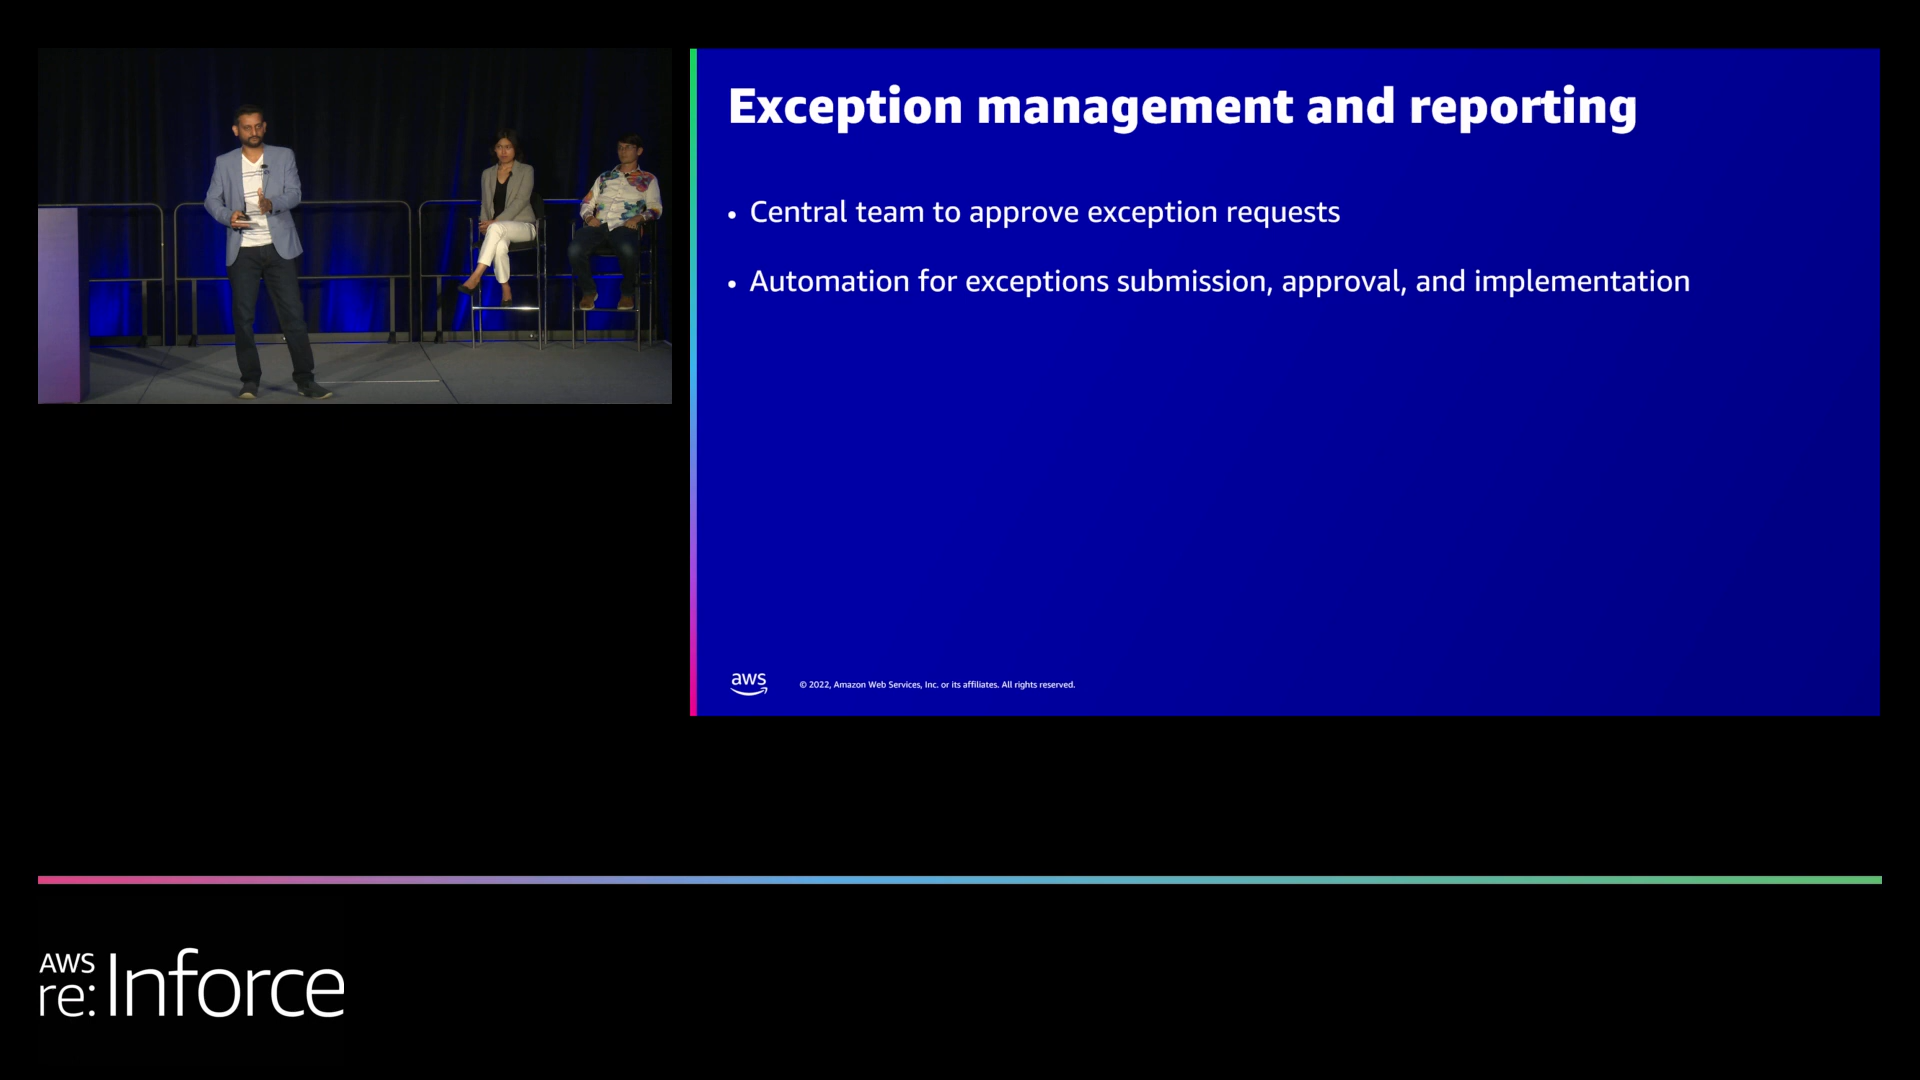 Exception management and reporting
• Central team to approve exception requests
• Automation for exceptions submission, approval, and implementation
aws
© 2022, Amazon Web Services, Inc. or its affiliates. All rights reserved.
AWS
re:Inforce